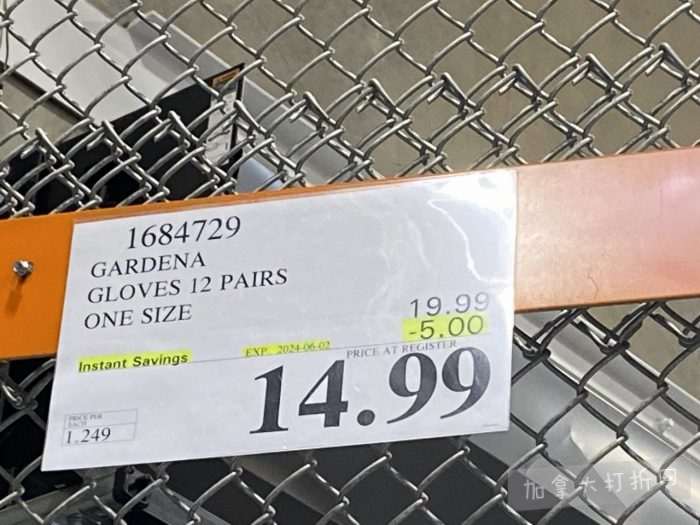 1684729
GARDENA
GLOVES 12 PAIRS
ONE SIZE
19.99
-5.00
Instant Savings
EXP. 2024-06-02
PRICE AT REGISTER
14.99
PRICE PER
EACH
1.249
加拿大打折网